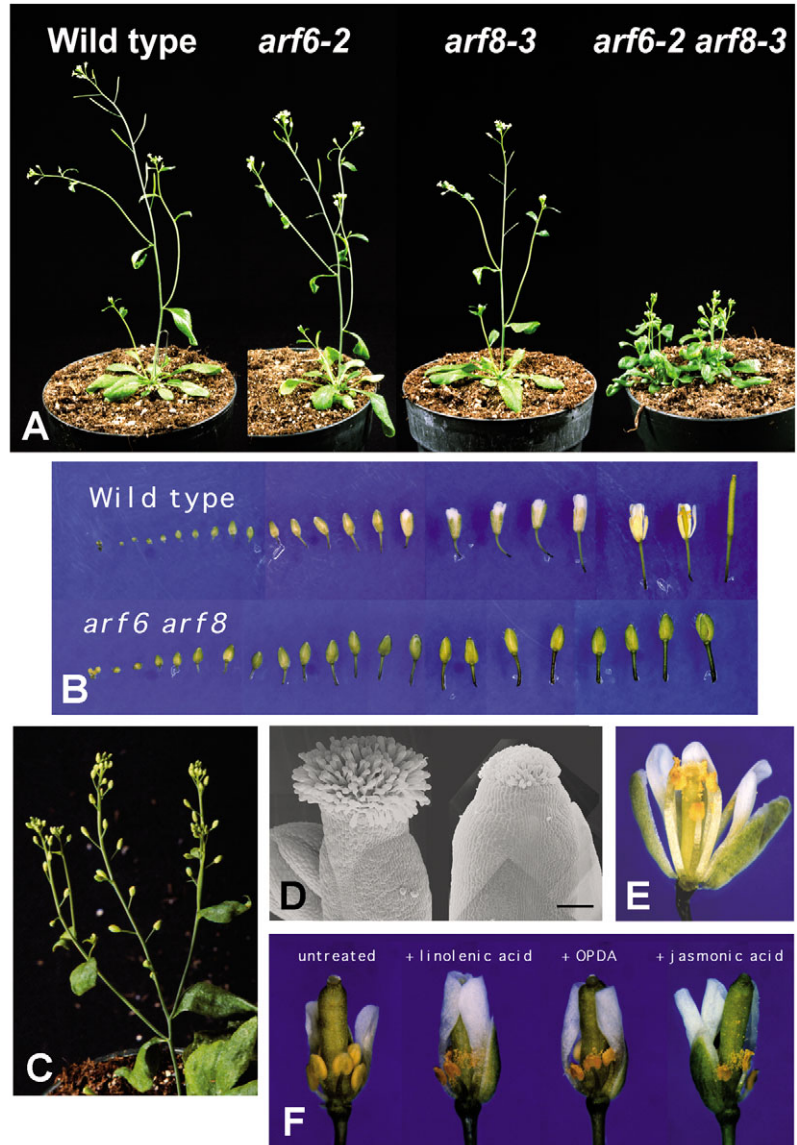 Wild type arf6-2 arf8-3 arf6-2 arf8-3
A
Wild type
arf6 arf8
B
C
D
E
untreated + linolenic acid + OPDA + jasmonic acid
F